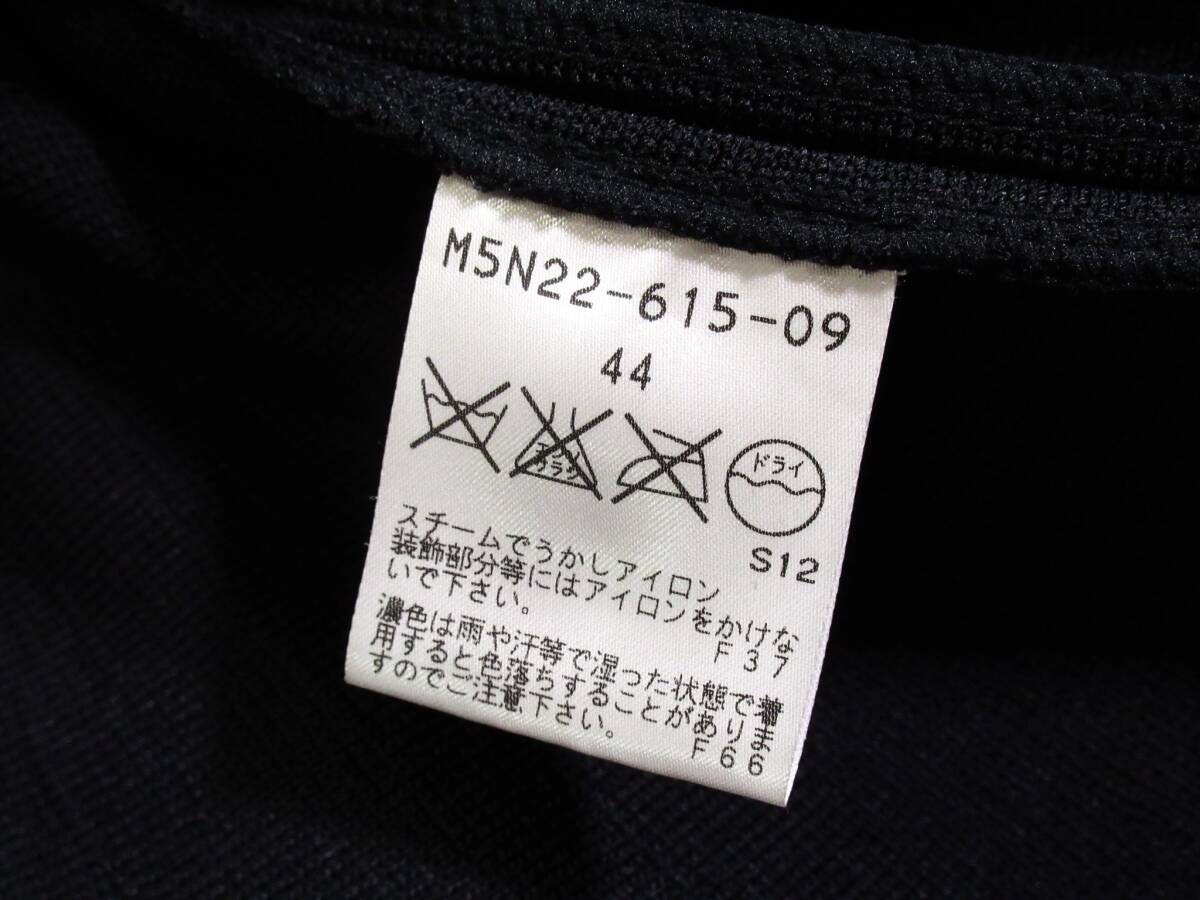 M5N22-615-09
44
エンソ
サラシ
ドライ
S12
スチームでうかしアイロン
装飾部分等にはアイロンをかけな
いで下さい。
F37
濃色は雨や汗等で湿った状態で着
用すると色落ちすることがありま
すのでご注意下さい。
F66